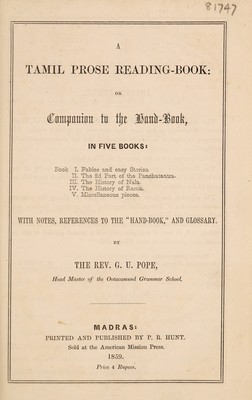 81747
A
TAMIL PROSE READING-BOOK:
OR
Companion to the Hand-Book,
IN FIVE BOOKS:
Book I. Fables and easy Stories.
II. The 2d Part of the Panchatantra.
III. The History of Nala.
IV. The History of Rama.
V. Miscellaneous pieces.
WITH NOTES, REFERENCES TO THE "HAND-BOOK," AND GLOSSARY.
BY
THE REV. G. U. POPE,
Head Master of the Ootacamund Grammar School.
MADRAS:
PRINTED AND PUBLISHED BY P. R. HUNT.
Sold at the American Mission Press.
1859.
Price 4 Rupees.